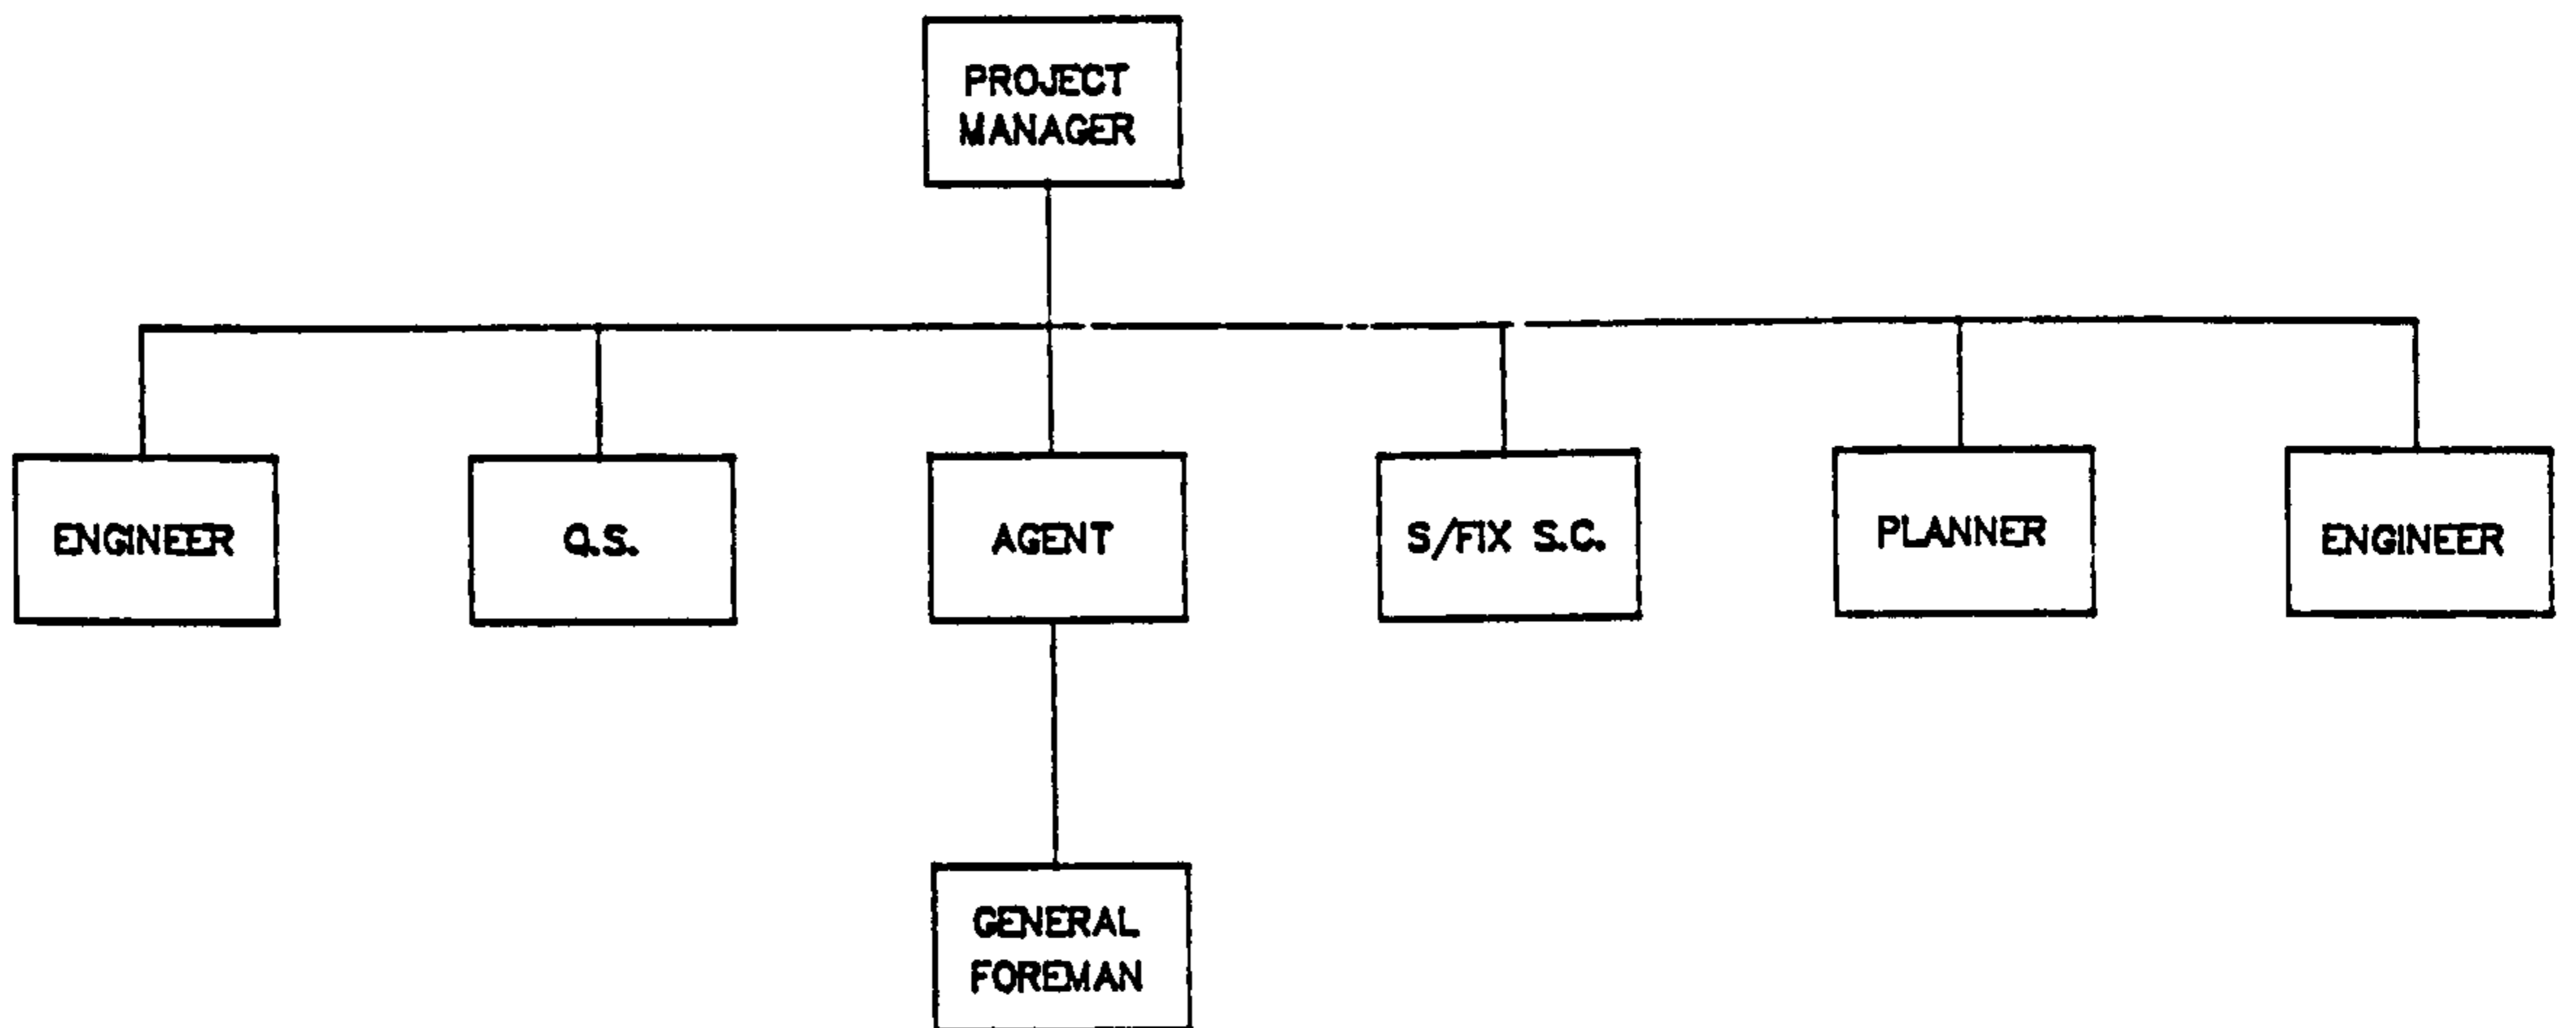 PROJECT
MANAGER
ENGINEER
Q.S.
AGENT
S/FIX S.C.
PLANNER
ENGINEER
GENERAL
FOREMAN